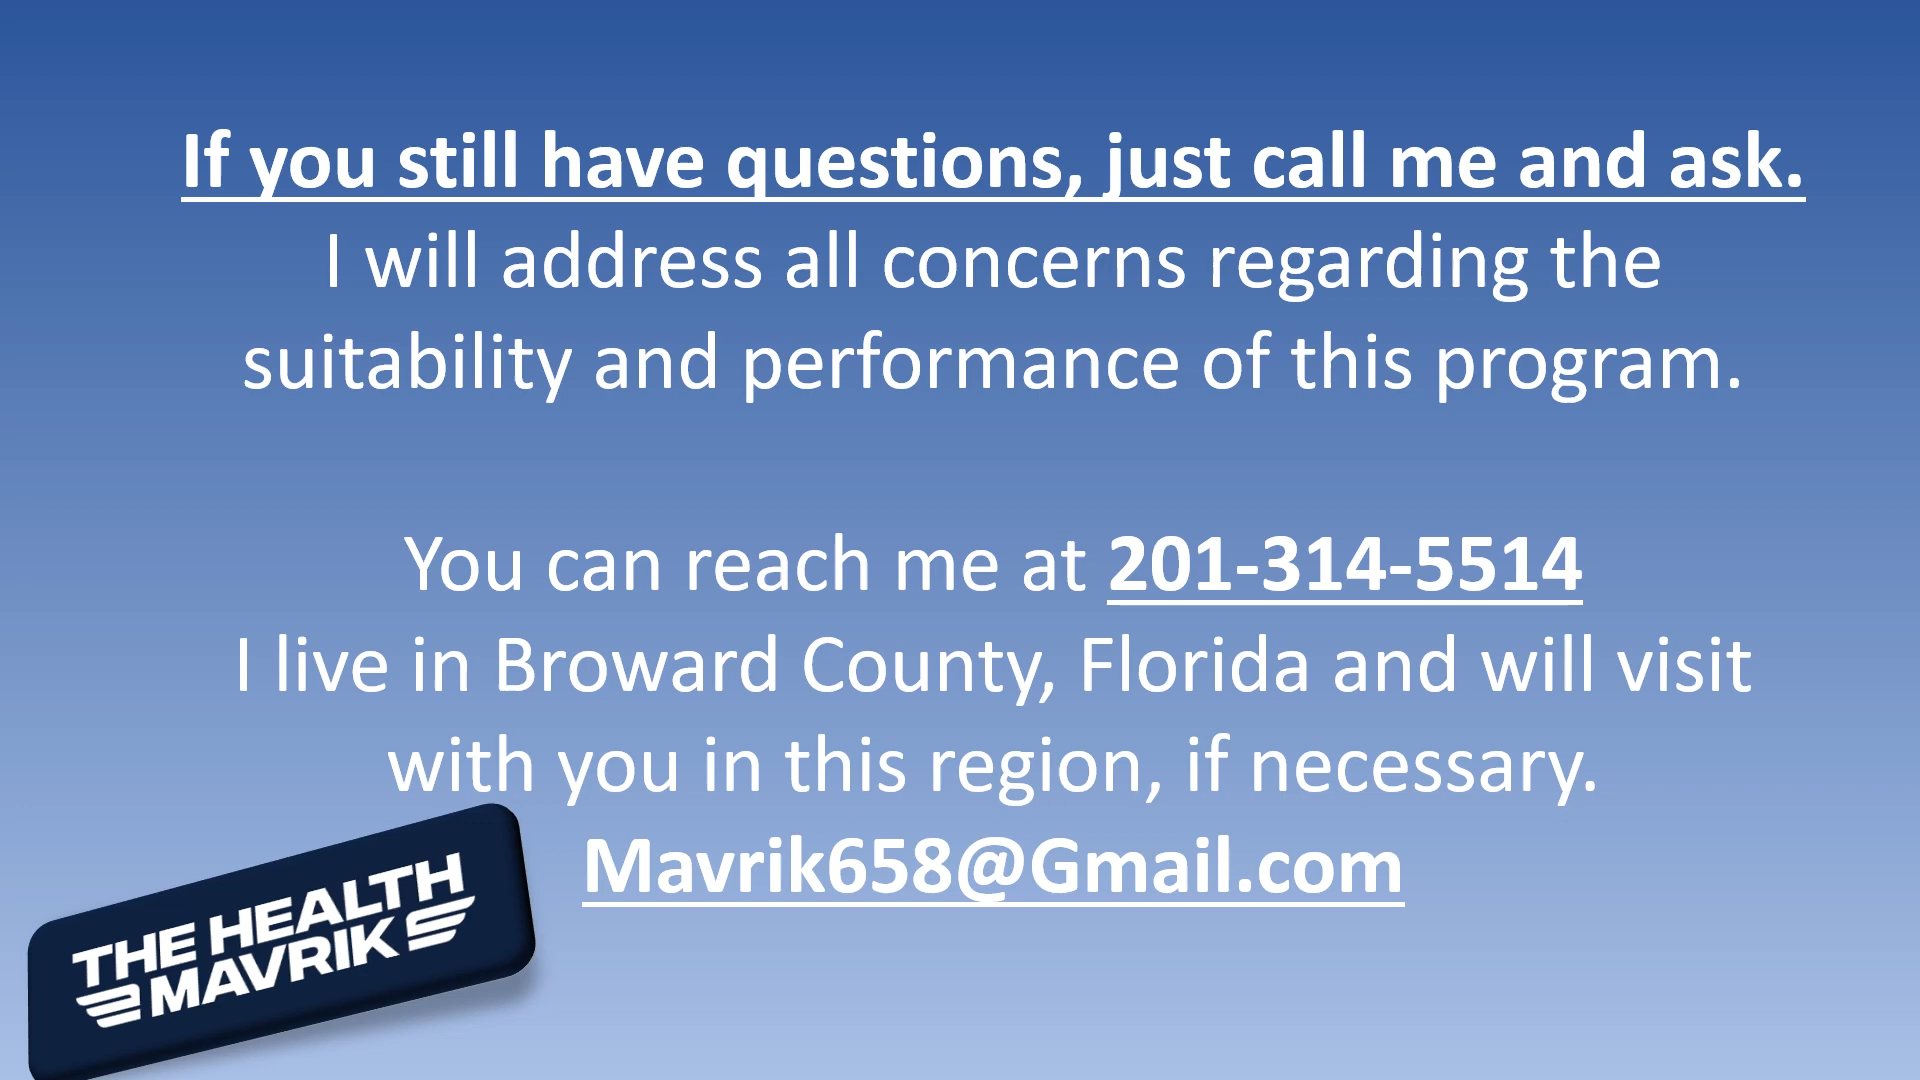 If you still have questions, just call me and ask.
I will address all concerns regarding the
suitability and performance of this program.
You can reach me at 201-314-5514
I live in Broward County, Florida and will visit
with you in this region, if necessary.
Mavrik658@Gmail.com
THE HEALTH
MAVRIK